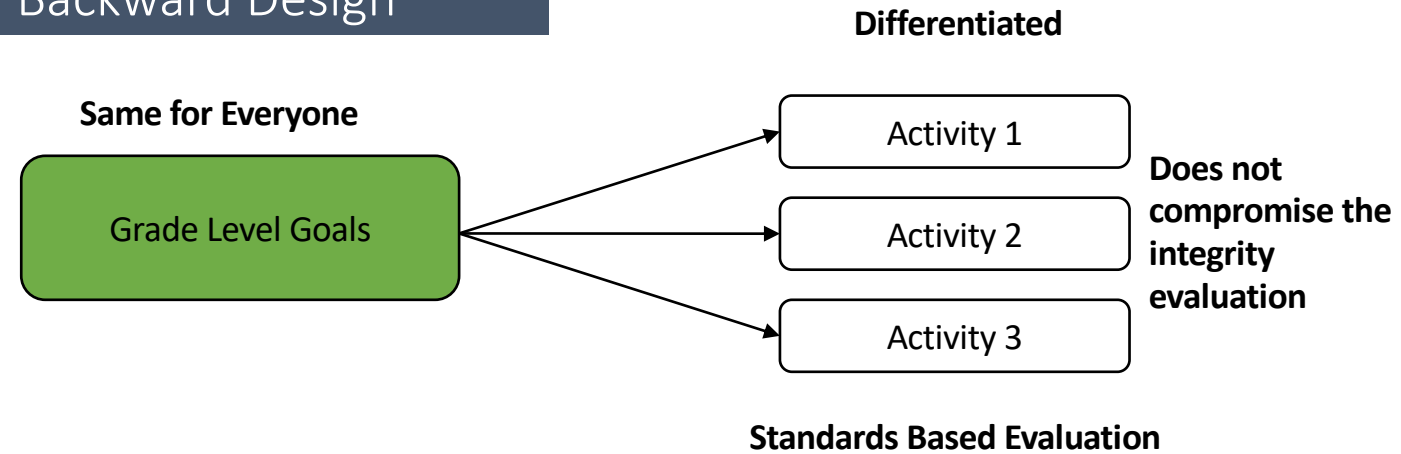 Backward Design
Differentiated
Same for Everyone
Grade Level Goals
Activity 1
Activity 2
Activity 3
Does not
compromise the
integrity
evaluation
Standards Based Evaluation